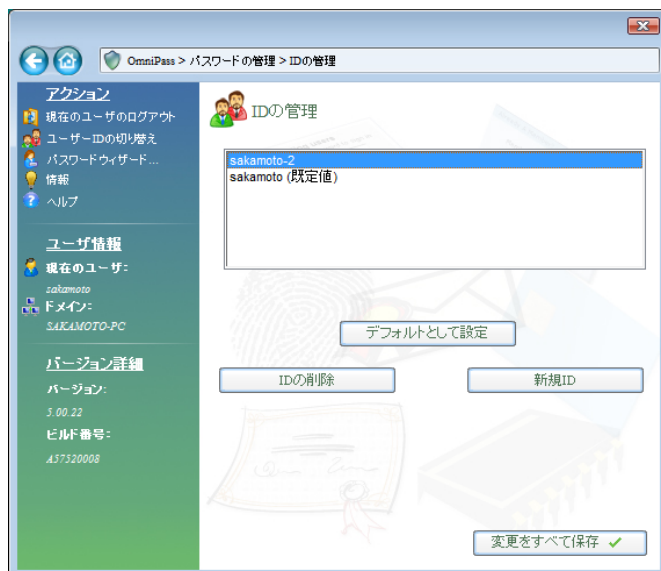 OmniPass > パスワードの管理 > IDの管理
アクション
現在のユーザのログアウト
ユーザーIDの切り替え
パスワードウィザード...
情報
ヘルプ
ユーザ情報
現在のユーザ:
sakamoto
ドメイン:
SAKAMOTO-PC
バージョン詳細
バージョン:
5.00.22
ビルド番号:
A57520008
IDの管理
sakamoto-2
sakamoto (既定値)
デフォルトとして設定
IDの削除
新規ID
変更をすべて保存